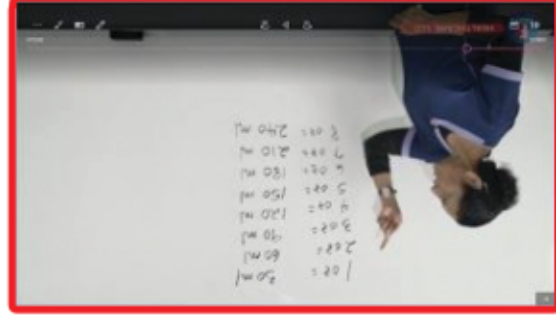 1 oz= 30 ml
2 oz= 60 ml
3 oz= 90 ml
4 oz= 120 ml
5 oz= 150 ml
6 oz= 180 ml
7 oz= 210 ml
8 oz= 240 ml